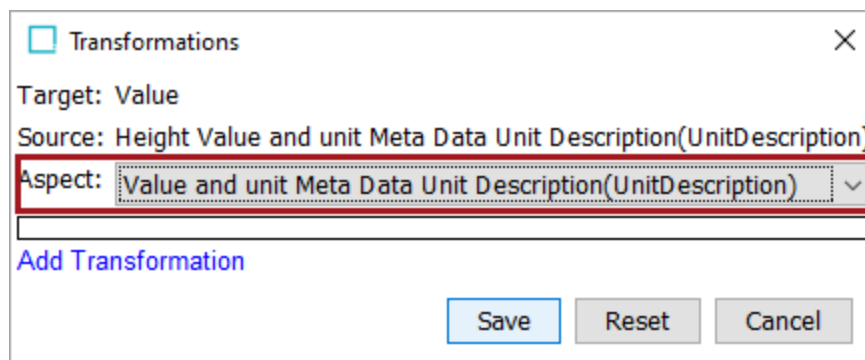 Transformations
Target: Value
Source: Height Value and unit Meta Data Unit Description(UnitDescription)
Aspect: Value and unit Meta Data Unit Description(UnitDescription)
Add Transformation
Save Reset Cancel